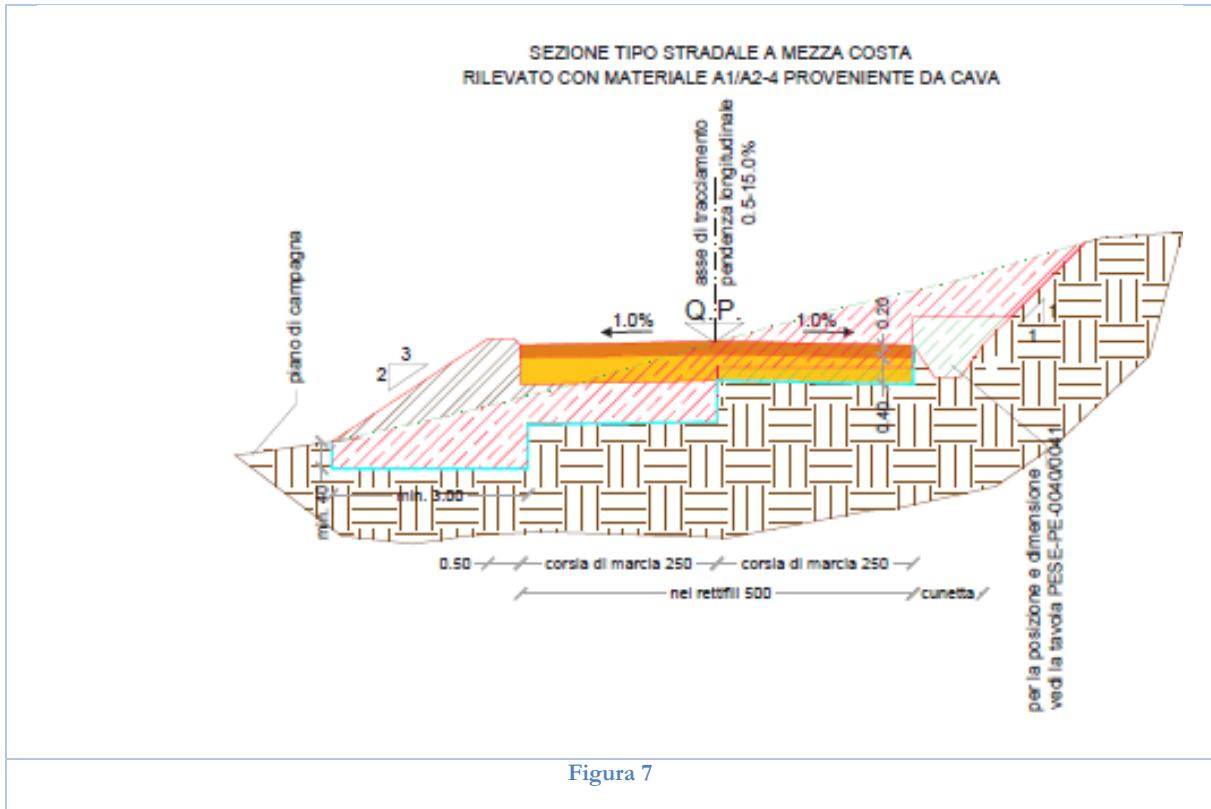 SEZIONE TIPO STRADALE A MEZZA COSTA
RILEVATO CON MATERIALE A1/A2-4 PROVENIENTE DA CAVA
asse di tracciamento
pendenza longitudinale
0.5-15.0%
piano di campagna
Q.P.
1.0%
1.0%
0.20
3
2
1
1
0.40
min. 40
min. 3.00
0.50
corsia di marcia 250
corsia di marcia 250
nei rettifili 500
cunetta
per la posizione e dimensione
vedi la tavola PESE-PE-0040/0041
Figura 7